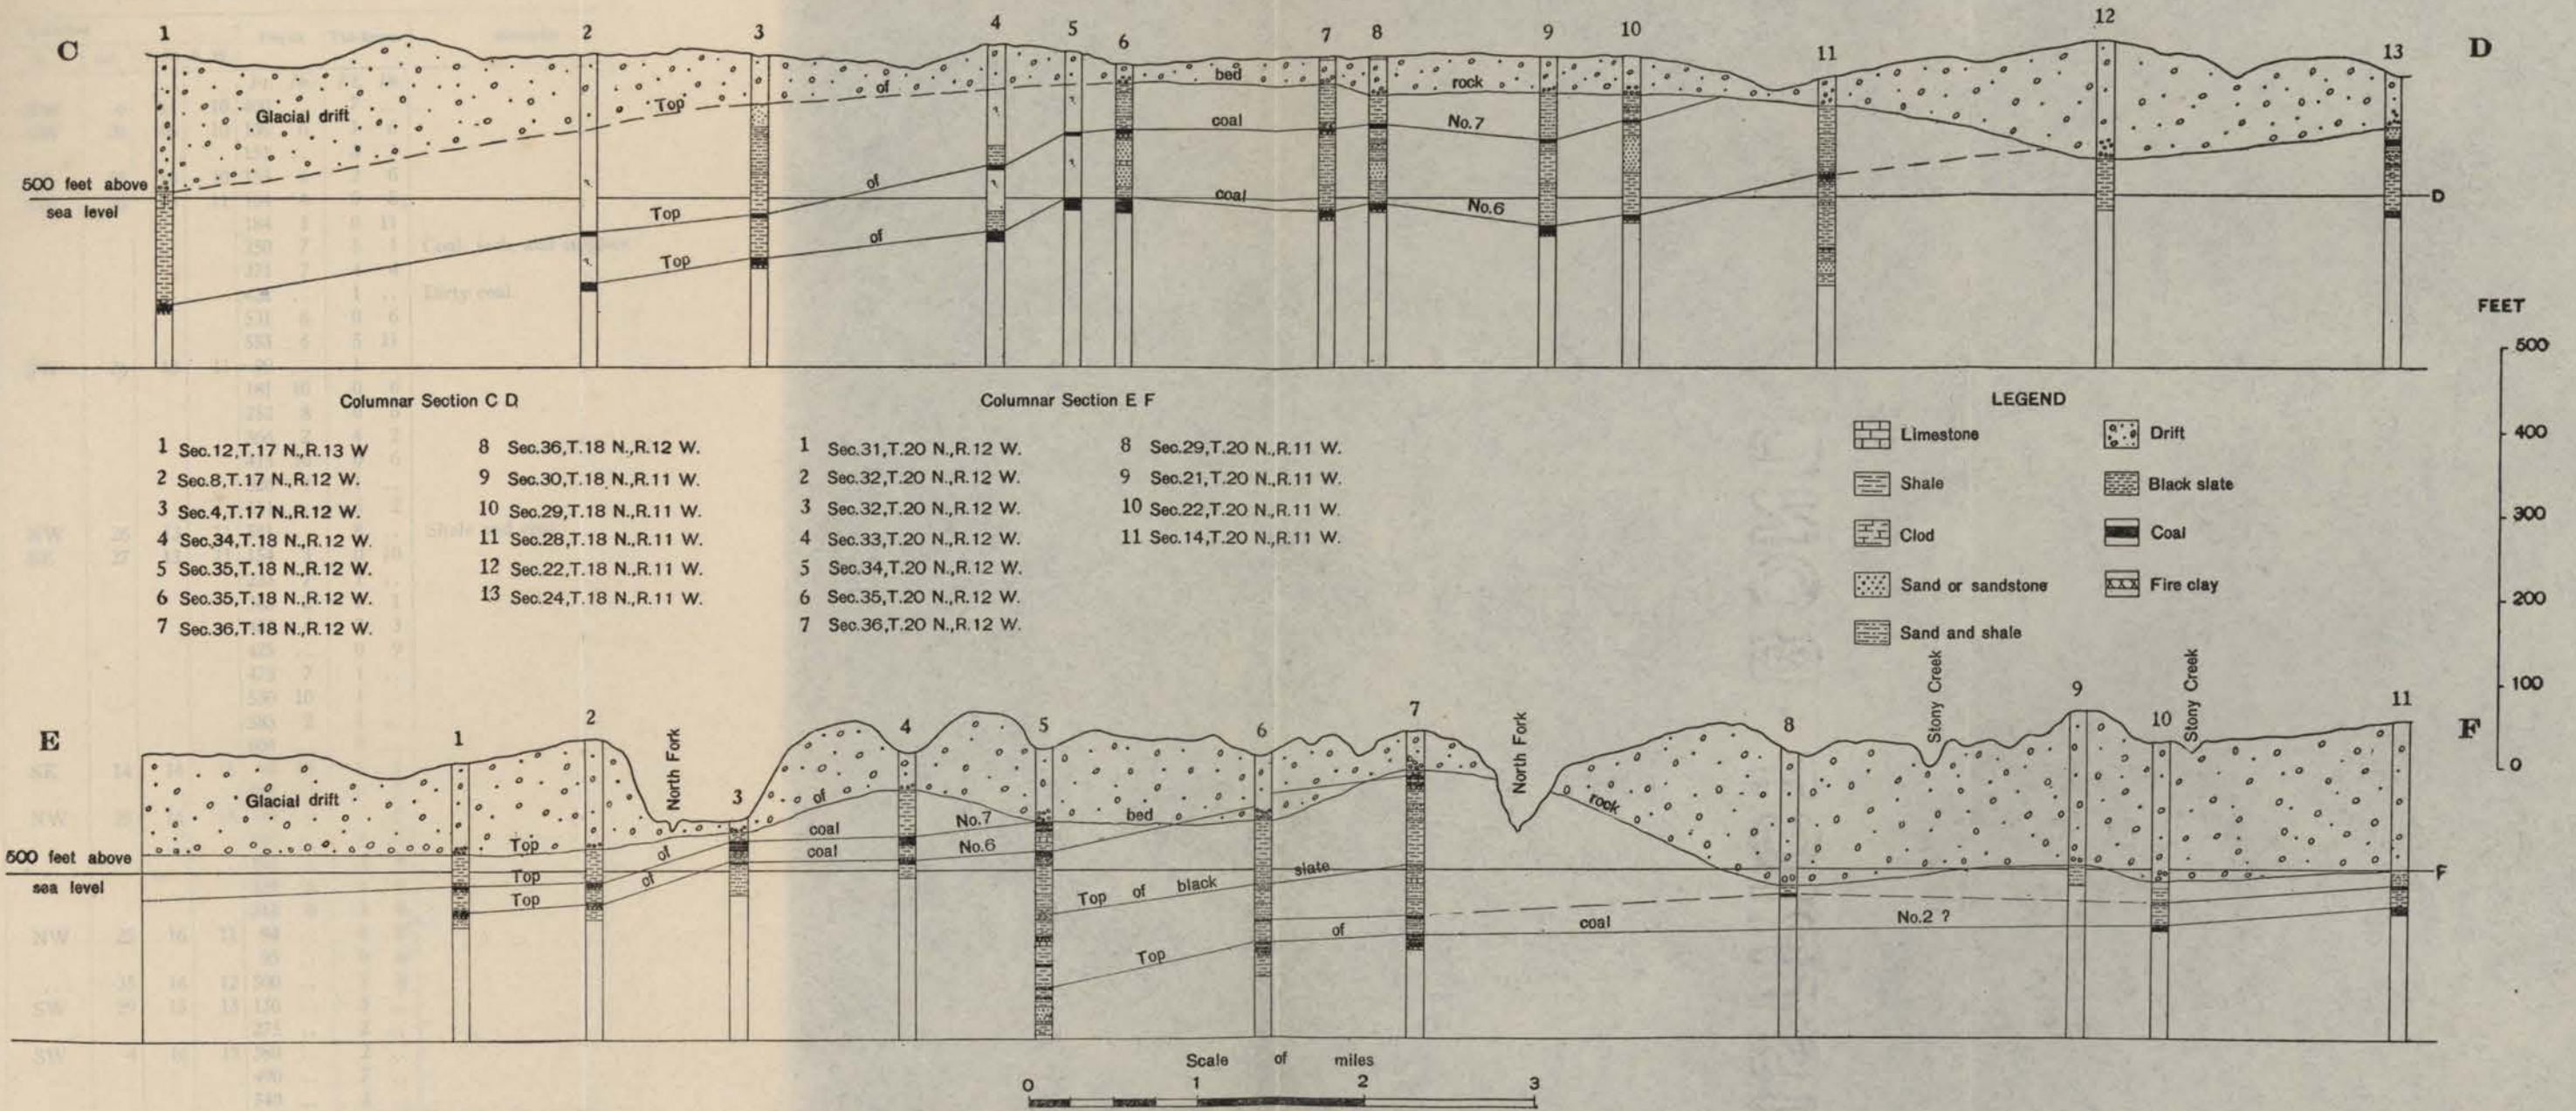 C
1
2
3
4
5
6
7
8
9
10
11
12
13
D
Glacial drift
Top of bed rock
500 feet above
sea level
Top of coal No.7
Top of coal No.6
D
FEET
500
400
300
200
100
0
Columnar Section C D
1 Sec.12,T.17 N.,R.13 W
2 Sec.8,T.17 N.,R.12 W.
3 Sec.4,T.17 N.,R.12 W.
4 Sec.34,T.18 N.,R.12 W.
5 Sec.35,T.18 N.,R.12 W.
6 Sec.35,T.18 N.,R.12 W.
7 Sec.36,T.18 N.,R.12 W.
8 Sec.36,T.18 N.,R.12 W.
9 Sec.30,T.18 N.,R.11 W.
10 Sec.29,T.18 N.,R.11 W.
11 Sec.28,T.18 N.,R.11 W.
12 Sec.22,T.18 N.,R.11 W.
13 Sec.24,T.18 N.,R.11 W.
Columnar Section E F
1 Sec.31,T.20 N.,R.12 W.
2 Sec.32,T.20 N.,R.12 W.
3 Sec.32,T.20 N.,R.12 W.
4 Sec.33,T.20 N.,R.12 W.
5 Sec.34,T.20 N.,R.12 W.
6 Sec.35,T.20 N.,R.12 W.
7 Sec.36,T.20 N.,R.12 W.
8 Sec.29,T.20 N.,R.11 W.
9 Sec.21,T.20 N.,R.11 W.
10 Sec.22,T.20 N.,R.11 W.
11 Sec.14,T.20 N.,R.11 W.
LEGEND
Limestone
Shale
Clod
Sand or sandstone
Sand and shale
Drift
Black slate
Coal
Fire clay
E
1
2
North Fork
3
4
5
6
7
North Fork
8
Stony Creek
9
10
Stony Creek
11
F
Glacial drift
Top of bed rock
500 feet above
sea level
Top of coal No.7
Top of coal No.6
Top of black slate
Top of coal No.2 ?
F
Scale of miles
0 1 2 3